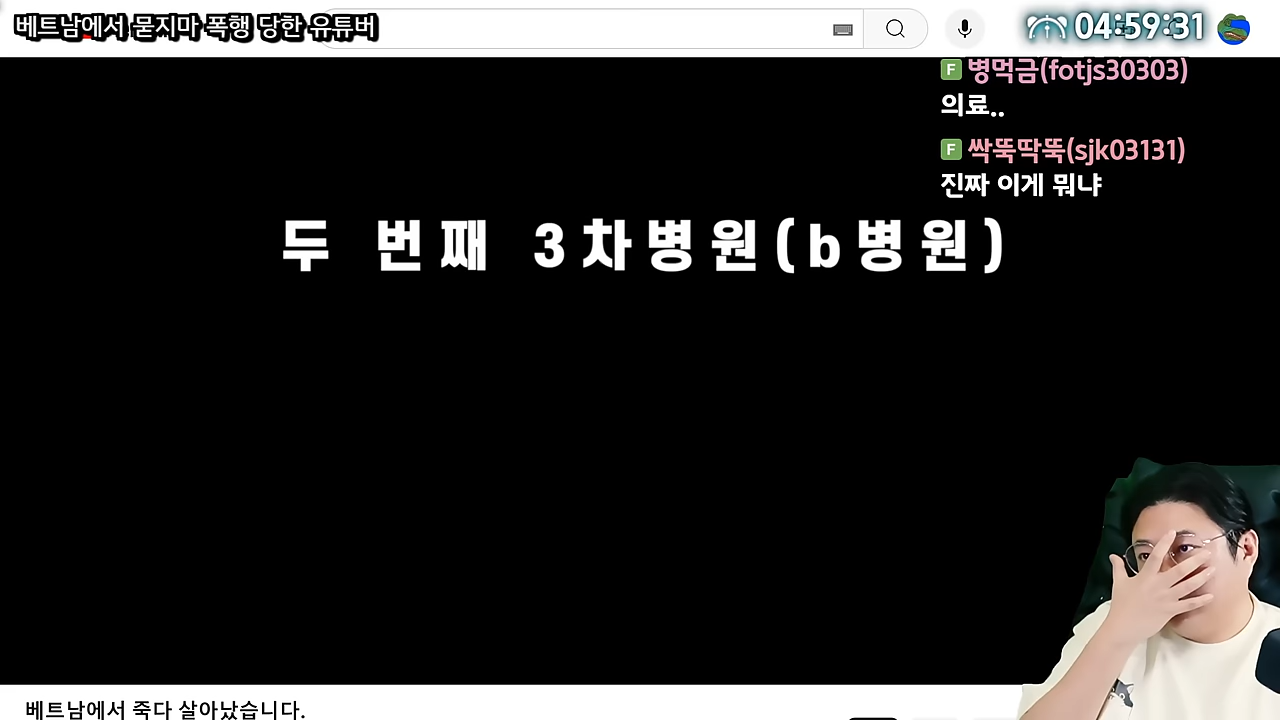 베트남에서 묻지마 폭행 당한 유튜버
04:59:31
F 병먹금(fotjs30303)
의료..
F 싹뚝딱뚝(sjk03131)
진짜 이게 뭐냐
두 번째 3차병원(b병원)
베트남에서 죽다 살아났습니다.